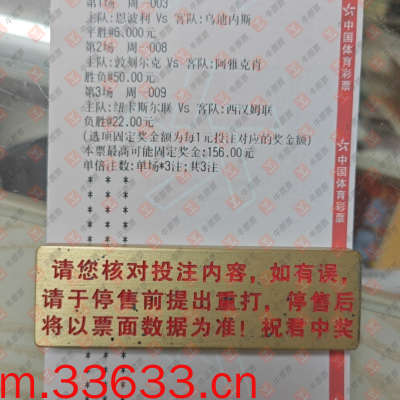 第1场 周一003
主队:恩波利 Vs 客队:乌迪内斯
平胜@6.000元
第2场 周一008
主队:敦刻尔克 Vs 客队:阿雅克肖
胜负@50.00元
第3场 周一009
主队:纽卡斯尔联 Vs 客队:西汉姆联
负胜@22.00元
(选项固定奖金额为每1元投注对应的奖金额)
本票最高可能固定奖金:156.00元
单倍注数:单场*3注;共3注
中国体育彩票
中国体育彩票
请您核对投注内容，如有误，
请于停售前提出重打，停售后
将以票面数据为准！祝君中奖
m.33633.cn